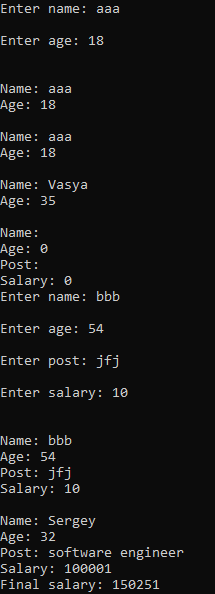 Enter name: aaa
Enter age: 18
Name: aaa
Age: 18
Name: aaa
Age: 18
Name: Vasya
Age: 35
Name:
Age: 0
Post:
Salary: 0
Enter name: bbb
Enter age: 54
Enter post: jfj
Enter salary: 10
Name: bbb
Age: 54
Post: jfj
Salary: 10
Name: Sergey
Age: 32
Post: software engineer
Salary: 100001
Final salary: 150251